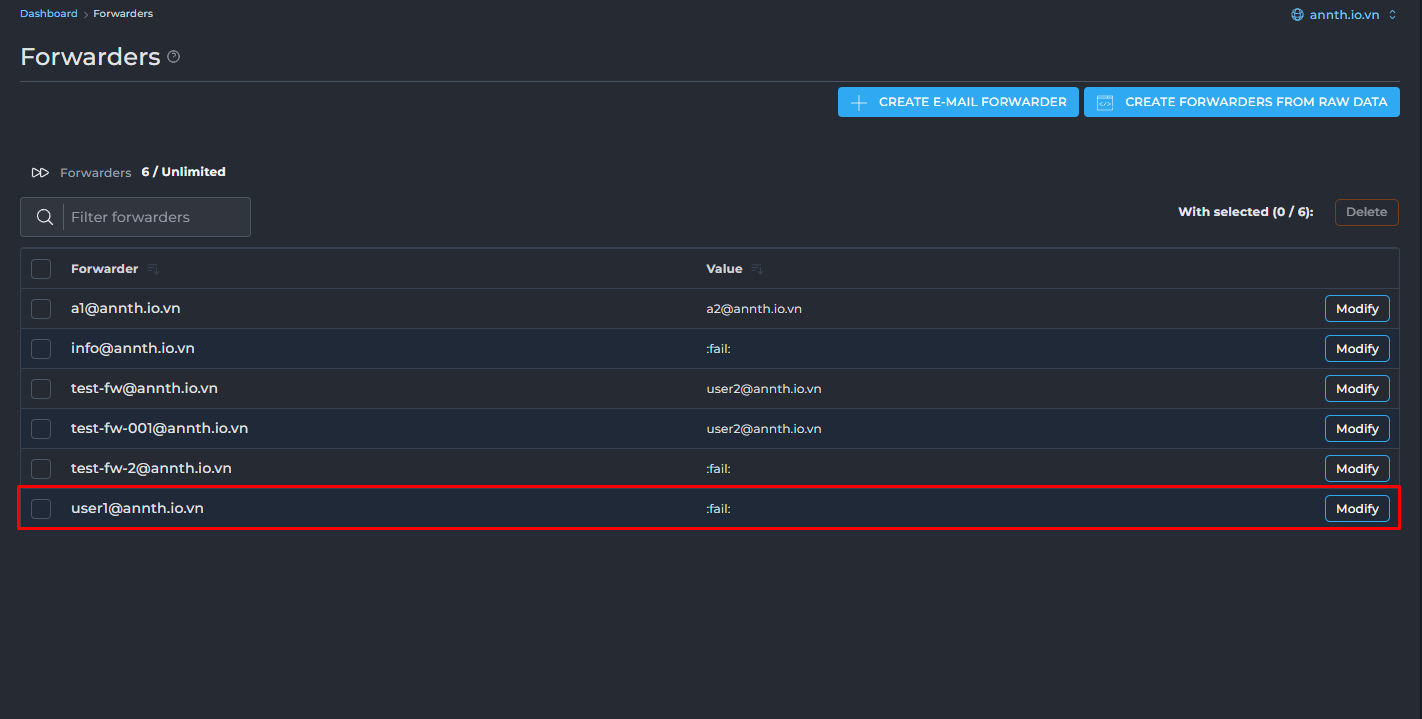 Dashboard > Forwarders annth.io.vn
Forwarders
CREATE E-MAIL FORWARDER CREATE FORWARDERS FROM RAW DATA
Forwarders 6 / Unlimited
Filter forwarders With selected (0 / 6): Delete
Forwarder Value
a1@annth.io.vn a2@annth.io.vn Modify
info@annth.io.vn :fail: Modify
test-fw@annth.io.vn user2@annth.io.vn Modify
test-fw-001@annth.io.vn user2@annth.io.vn Modify
test-fw-2@annth.io.vn :fail: Modify
user1@annth.io.vn :fail: Modify